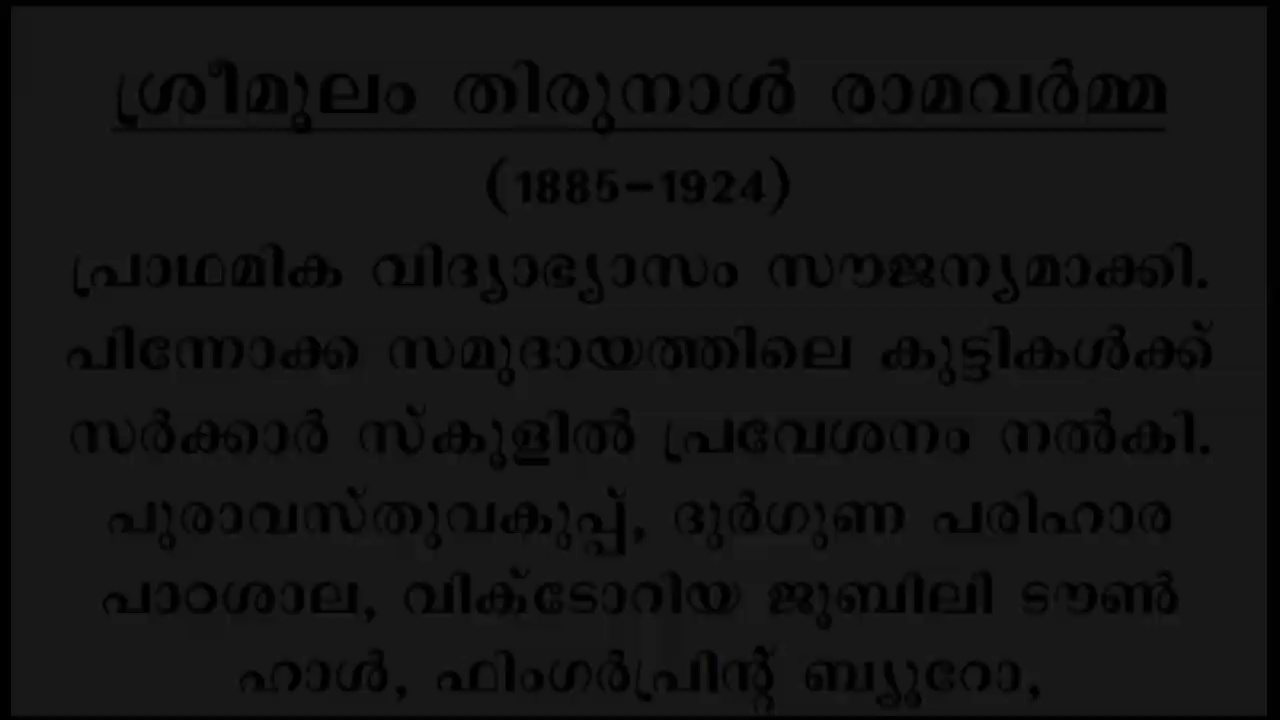 ശ്രീമൂലം തിരുനാൾ രാമവർമ്മ
(1885-1924)
പ്രാഥമിക വിദ്യാഭ്യാസം സൗജന്യമാക്കി.
പിന്നോക്ക സമുദായത്തിലെ കുട്ടികൾക്ക്
സർക്കാർ സ്കൂളിൽ പ്രവേശനം നൽകി.
പുരാവസ്തുവകുപ്പ്, ദുർഗുണ പരിഹാര
പാഠശാല, വിക്ടോറിയ ജൂബിലി ടൗൺ
ഹാൾ, ഫിംഗർപ്രിന്റ് ബ്യൂറോ,